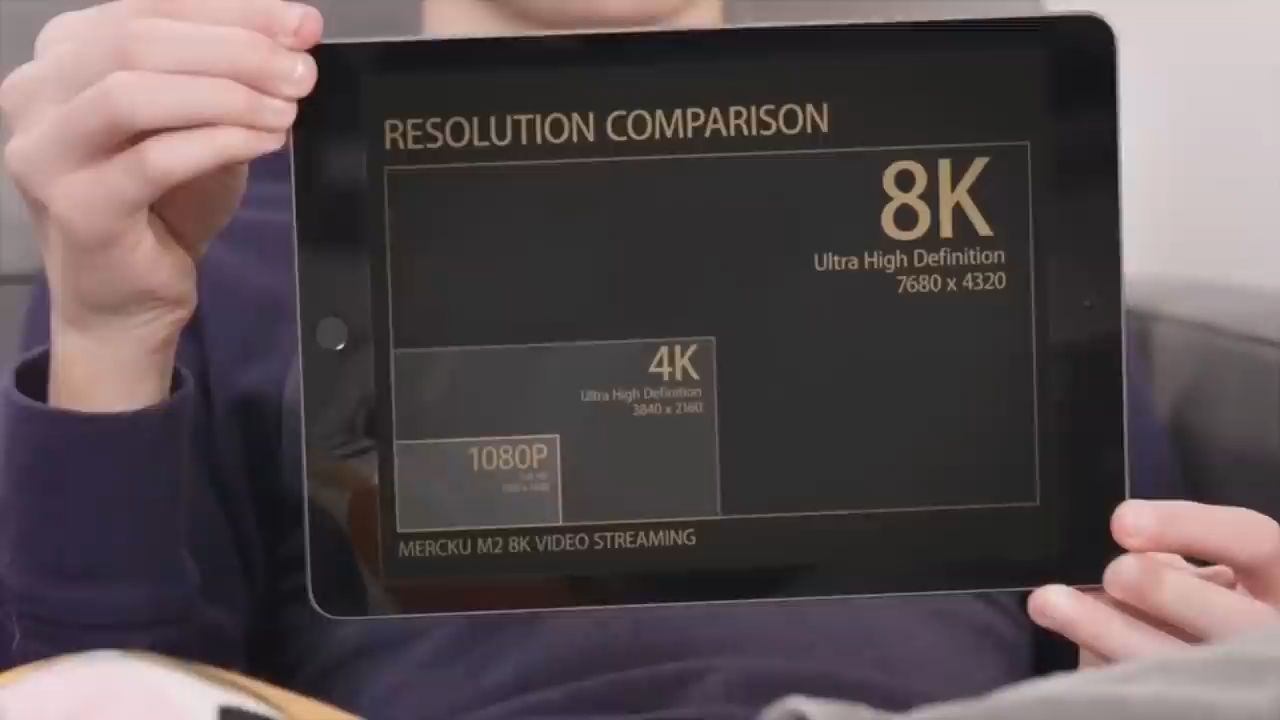 RESOLUTION COMPARISON
8K
Ultra High Definition
7680 x 4320
4K
Ultra High Definition
3840 x 2160
1080P
MERCKU M2 8K VIDEO STREAMING